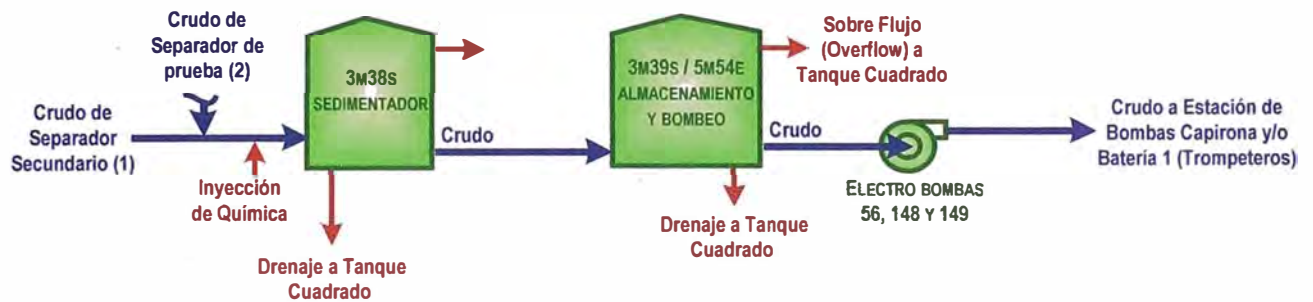 Crudo de
Separador de
prueba (2)
Crudo de
Separador
Secundario (1)
Inyección
de Química
3M38S
SEDIMENTADOR
Drenaje a Tanque
Cuadrado
Crudo
3M39S / 5M54E
ALMACENAMIENTO
Y BOMBEO
Sobre Flujo
(Overflow) a
Tanque Cuadrado
Drenaje a Tanque
Cuadrado
Crudo
ELECTRO BOMBAS
56, 148 Y 149
Crudo a Estación de
Bombas Capirona y/o
Batería 1 (Trompeteros)